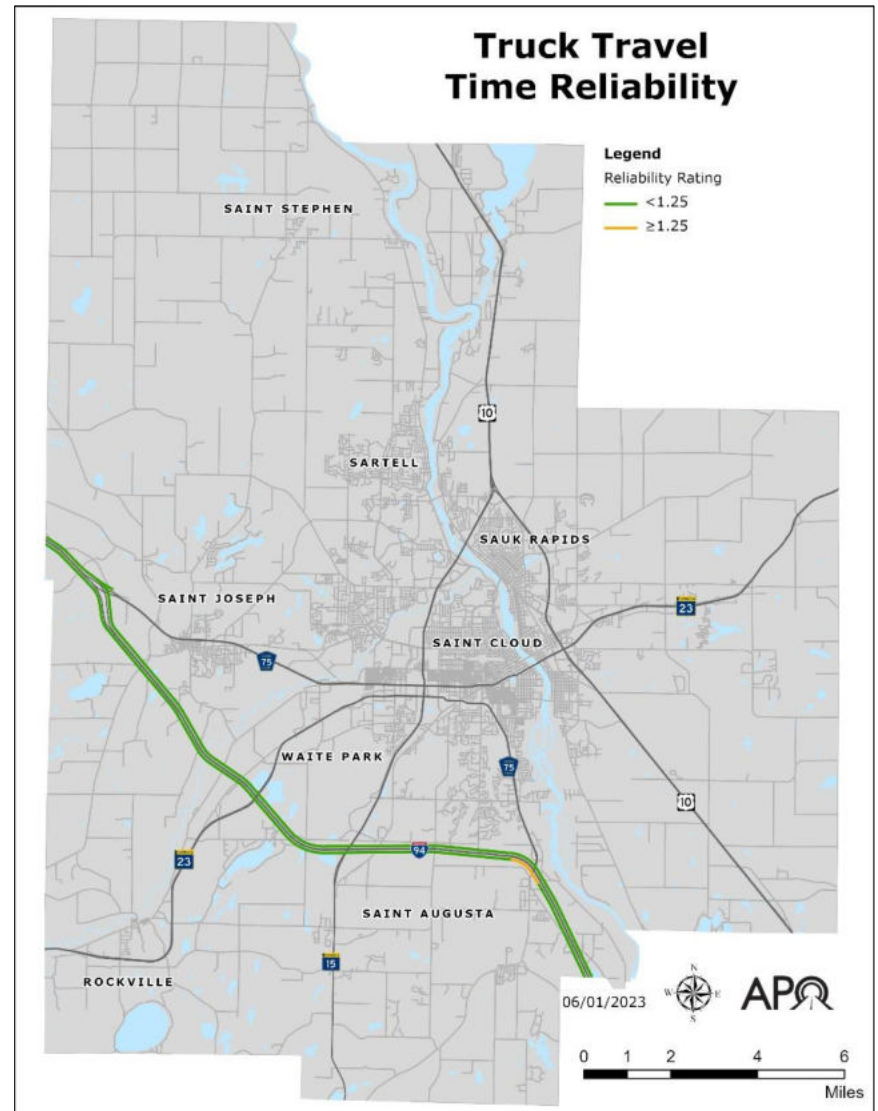 Truck Travel
Time Reliability
Legend
Reliability Rating
<1.25
≥1.25
SAINT STEPHEN
10
SARTELL
SAUK RAPIDS
SAINT JOSEPH
23
SAINT CLOUD
75
WAITE PARK
75
10
94
23
SAINT AUGUSTA
15
ROCKVILLE
N
W E
S
06/01/2023
APO
0 1 2 4 6
Miles